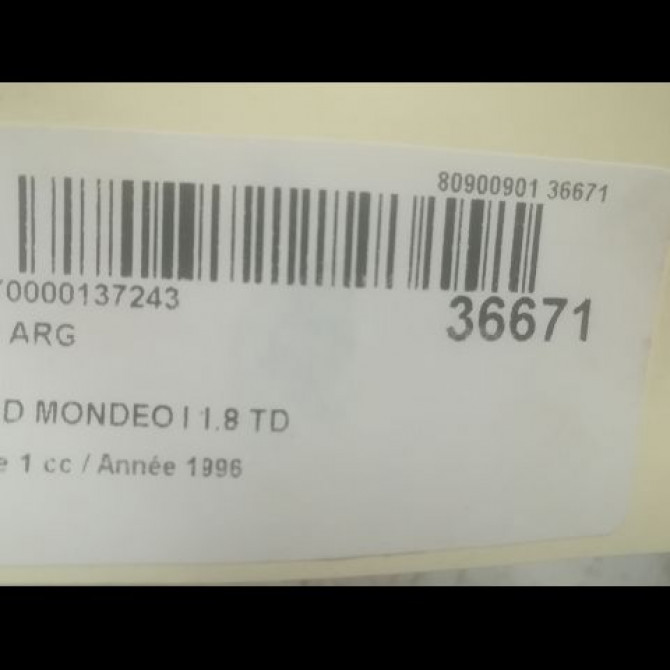 80900901 36671
70000137243
36671
ARG
D MONDEO I 1.8 TD
e 1 cc / Année 1996